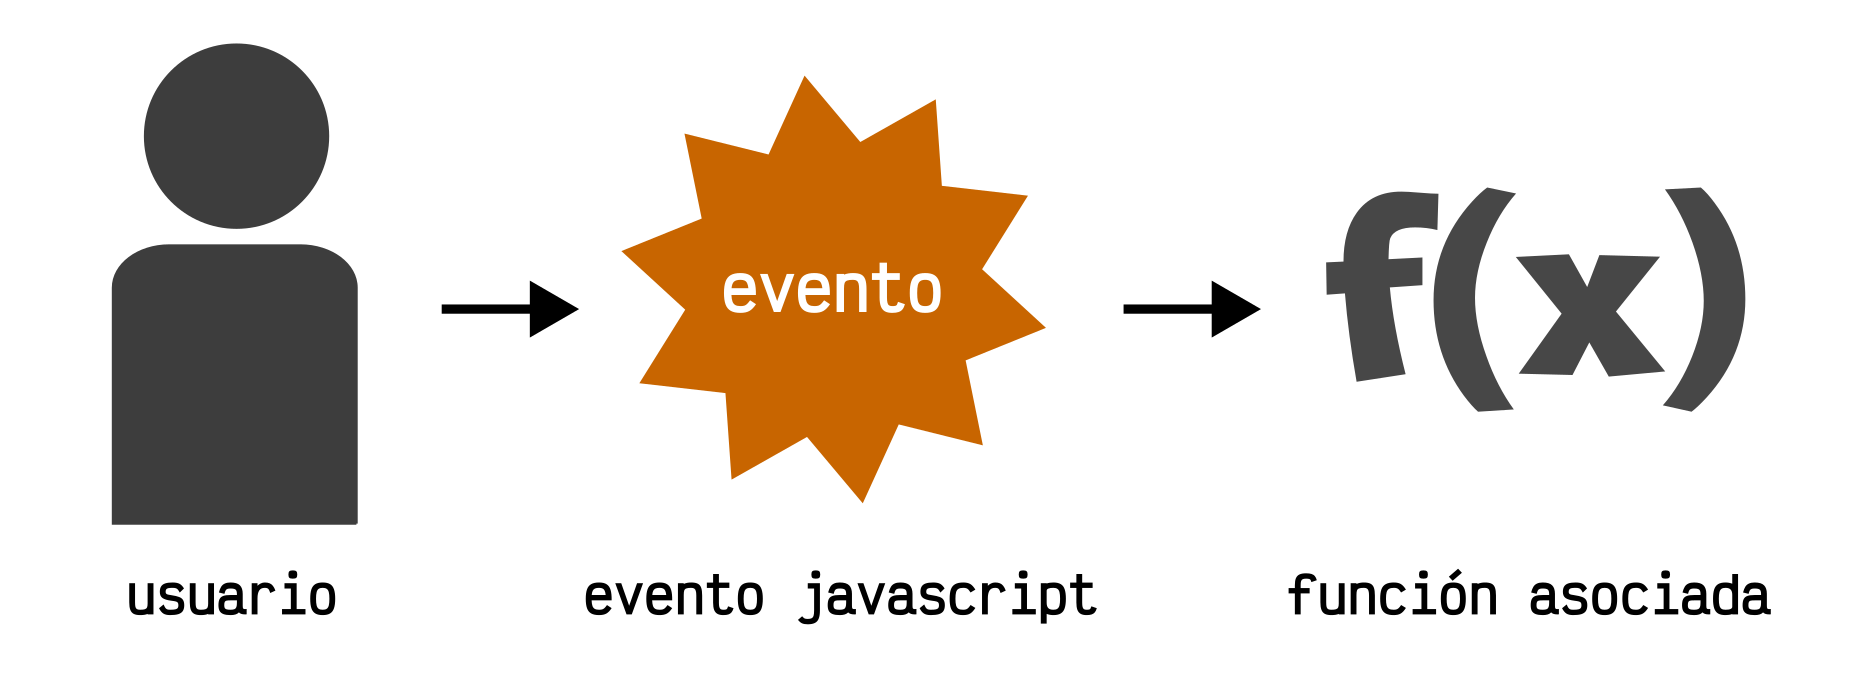 evento
f(x)
usuario
evento javascript
función asociada